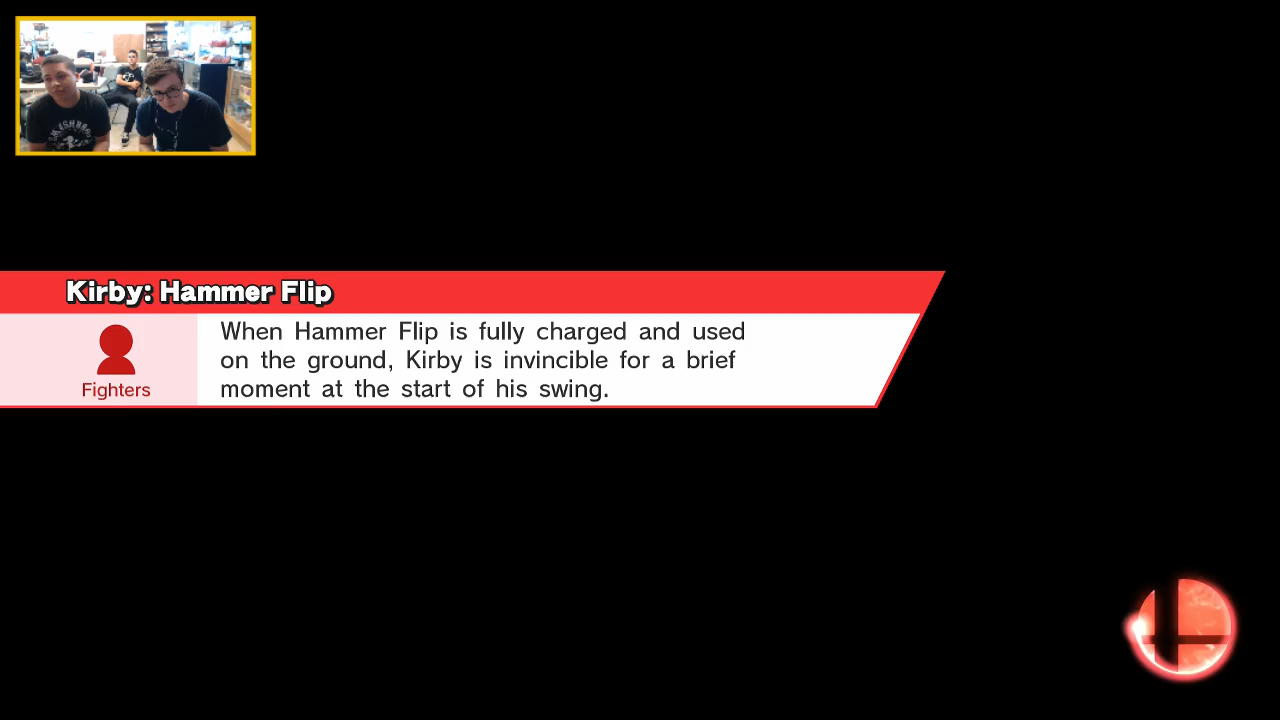 Kirby: Hammer Flip
Fighters
When Hammer Flip is fully charged and used
on the ground, Kirby is invincible for a brief
moment at the start of his swing.